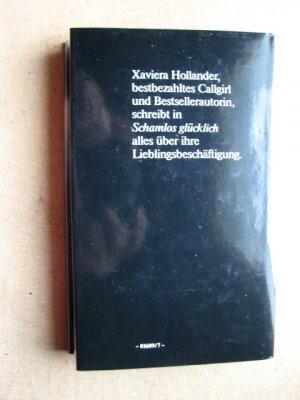 Xaviera Hollander,
bestbezahltes Callgirl
und Bestsellerautorin,
schreibt in
Schamlos glücklich
alles über ihre
Lieblingsbeschäftigung.
- 01609/7 -